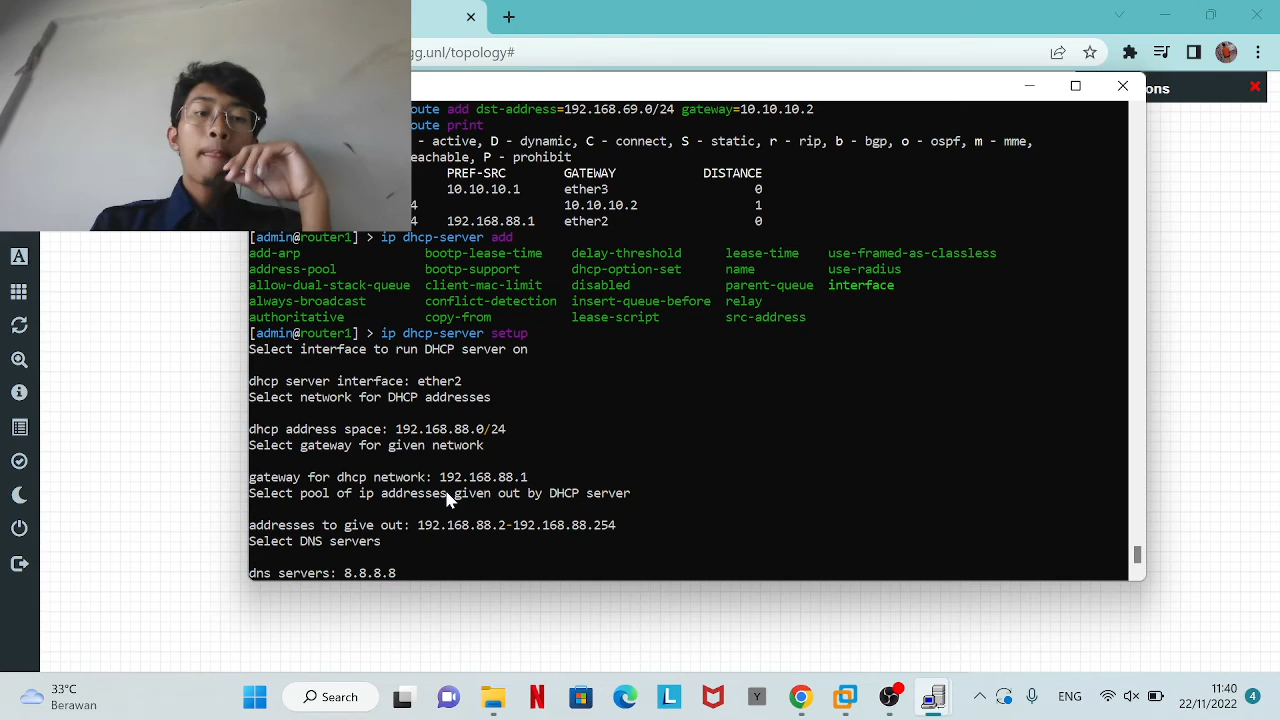 gg.unl/topology#
ons
oute add dst-address=192.168.69.0/24 gateway=10.10.10.2
oute print
- active, D - dynamic, C - connect, S - static, r - rip, b - bgp, o - ospf, m - mme,
eachable, P - prohibit
PREF-SRC GATEWAY DISTANCE
10.10.10.1 ether3 0
4 10.10.10.2 1
4 192.168.88.1 ether2 0
[admin@router1] > ip dhcp-server add
add-arp bootp-lease-time delay-threshold lease-time use-framed-as-classless
address-pool bootp-support dhcp-option-set name use-radius
allow-dual-stack-queue client-mac-limit disabled parent-queue interface
always-broadcast conflict-detection insert-queue-before relay
authoritative copy-from lease-script src-address
[admin@router1] > ip dhcp-server setup
Select interface to run DHCP server on
dhcp server interface: ether2
Select network for DHCP addresses
dhcp address space: 192.168.88.0/24
Select gateway for given network
gateway for dhcp network: 192.168.88.1
Select pool of ip addresses given out by DHCP server
addresses to give out: 192.168.88.2-192.168.88.254
Select DNS servers
dns servers: 8.8.8.8
33°C
Berawan
Search
ENG
11:40
22/11/2022
4